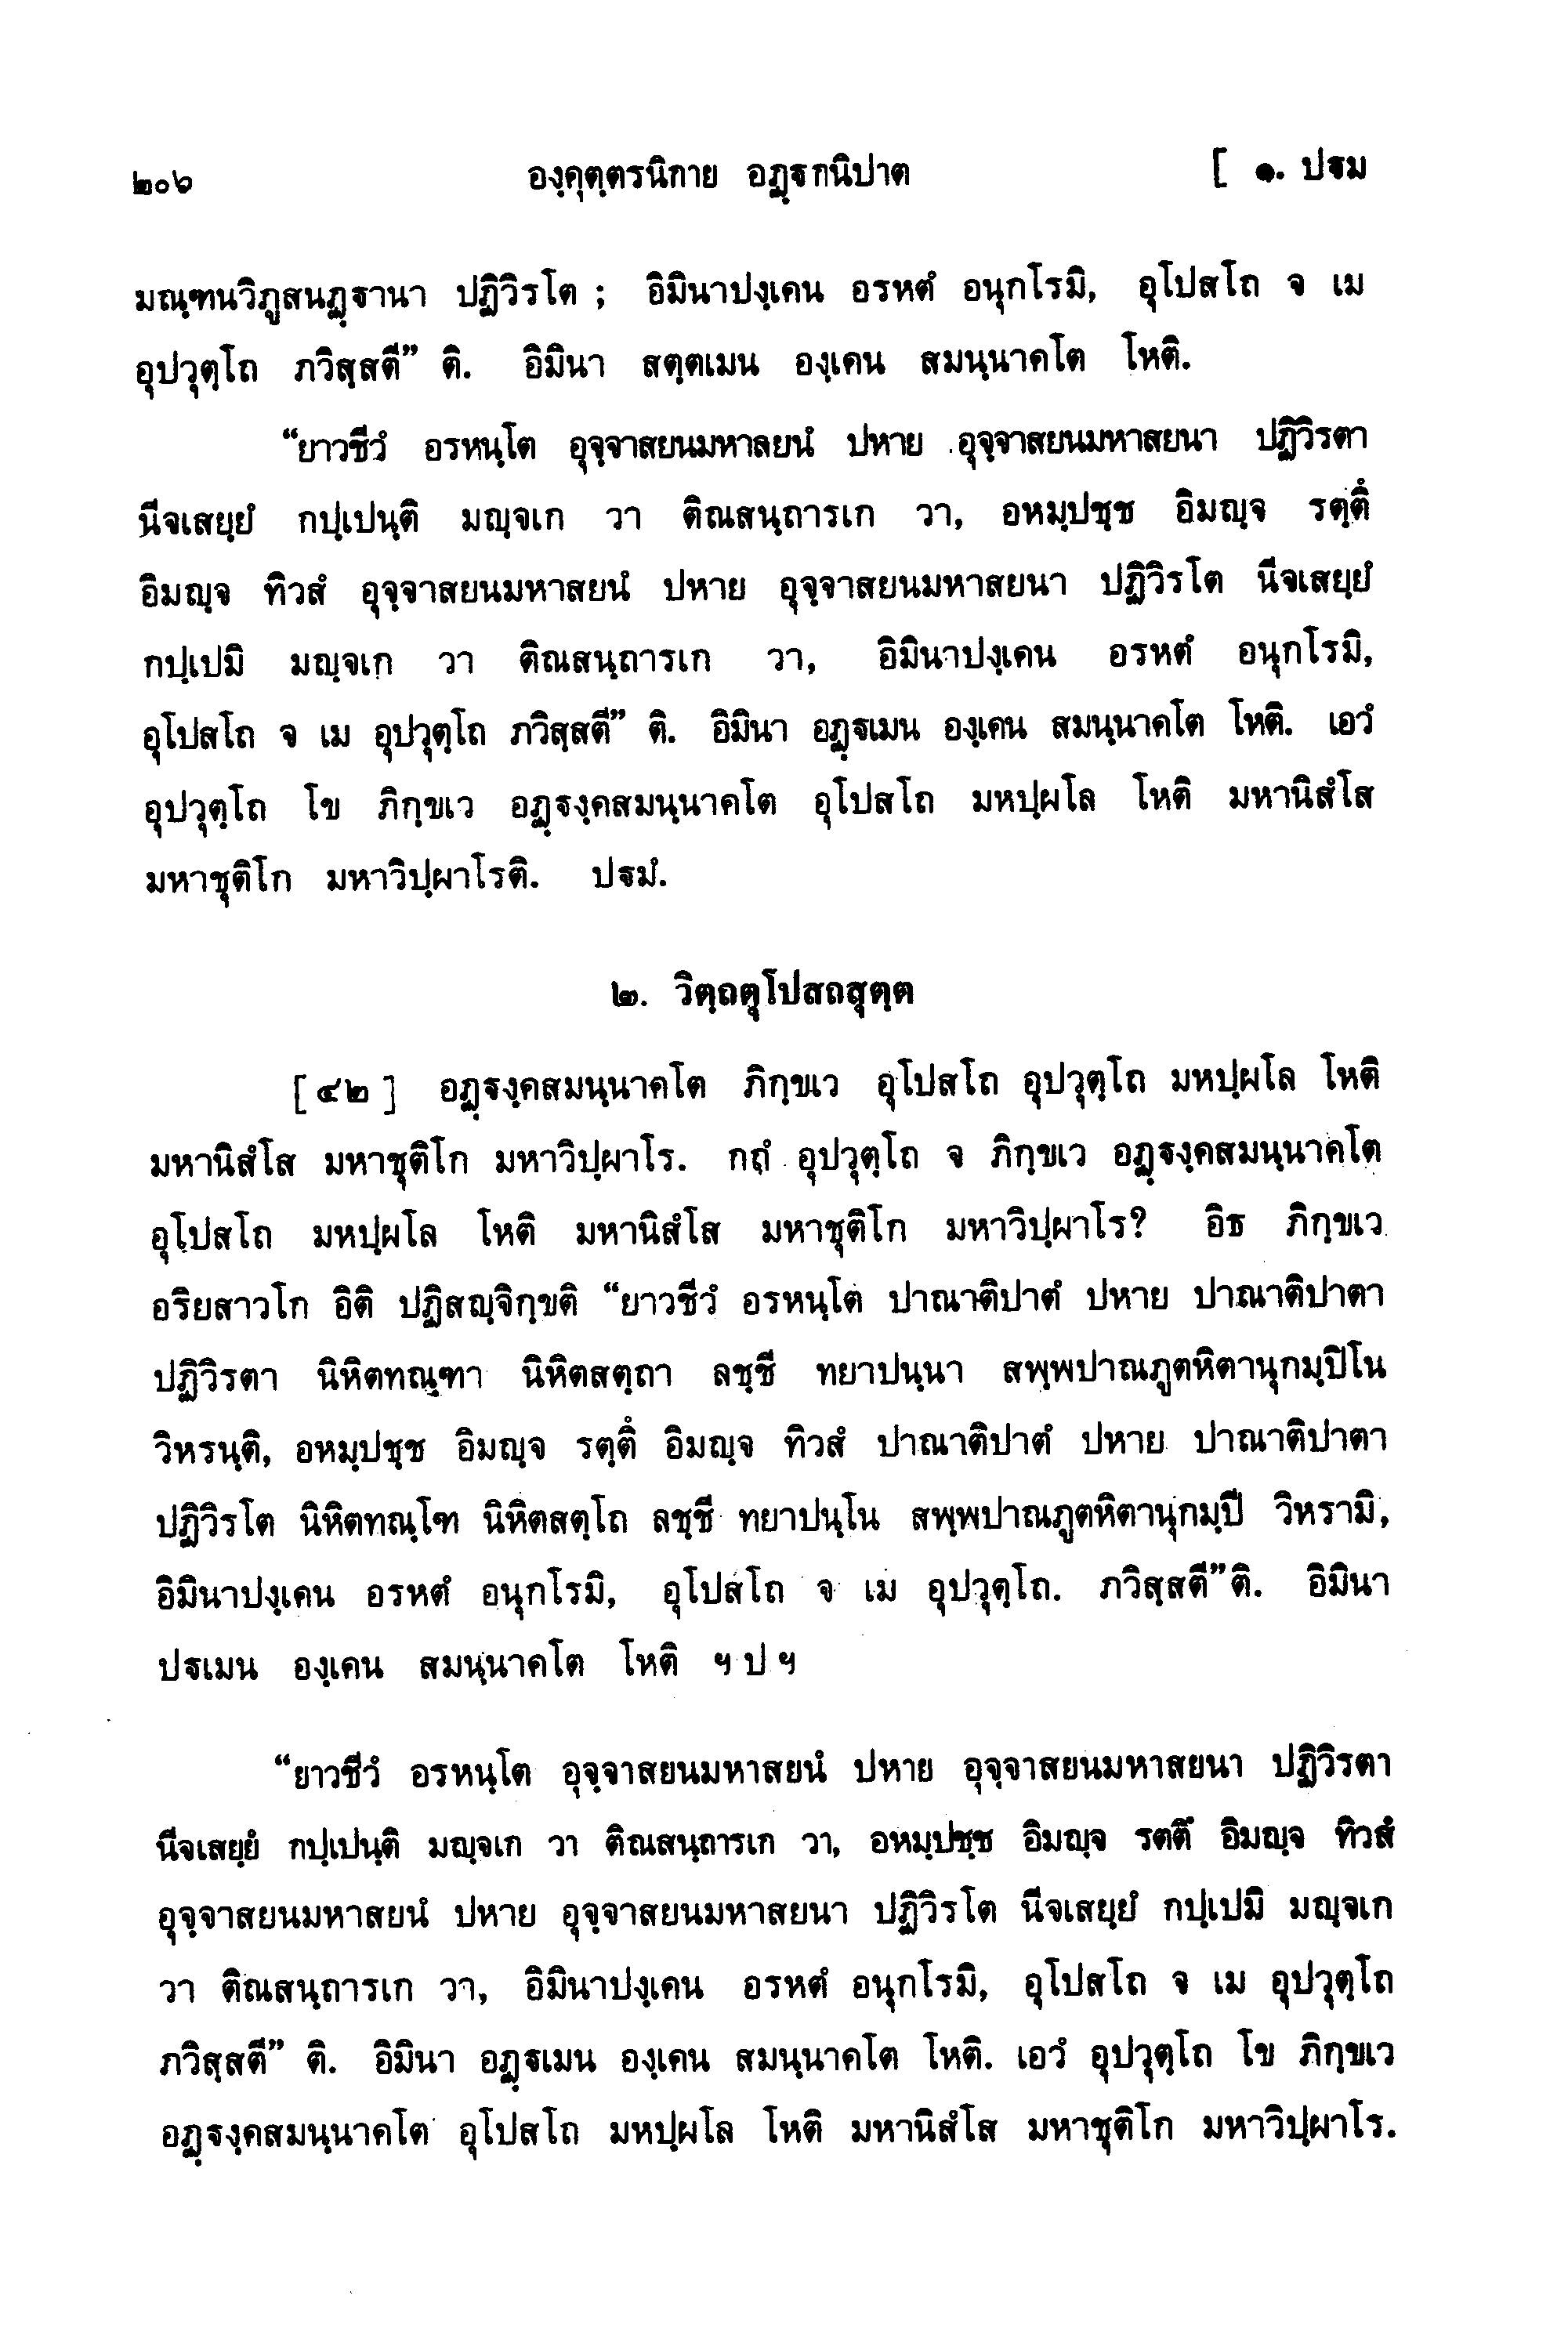 ๒๐๖ องฺคุตฺตรนิกาย อฏฺฐกนิปาต [ ๑. ปฐม
มณฺฑนวิภูสนฏฺฐานา ปฏิวิรโต ; อิมินาปงฺเคน อรหตํ อนุกโรมิ, อุโปสโถ จ เม
อุปวุตฺโถ ภวิสฺสตี” ติ. อิมินา สตฺตเมน องฺเคน สมนฺนาคโต โหติ.
“ยาวชีวํ อรหนฺโต อุจฺจาสยนมหาลยนํ ปหาย อุจฺจาสยนมหาสยนา ปฏิวิรตา
นีจเสยฺยํ กปฺเปนฺติ มญฺจเก วา ติณสนฺถารเก วา, อหมฺปชฺช อิมญฺจ รตฺตึ
อิมญฺจ ทิวสํ อุจฺจาสยนมหาสยนํ ปหาย อุจฺจาสยนมหาสยนา ปฏิวิรโต นีจเสยฺยํ
กปฺเปมิ มญฺจเก วา ติณสนฺถารเก วา, อิมินาปงฺเคน อรหตํ อนุกโรมิ,
อุโปสโถ จ เม อุปวุตฺโถ ภวิสฺสตี” ติ. อิมินา อฏฺฐเมน องฺเคน สมนฺนาคโต โหติ. เอวํ
อุปวุตฺโถ โข ภิกฺขเว อฏฺฐงฺคสมนฺนาคโต อุโปสโถ มหปฺผโล โหติ มหานิสํโส
มหาชุติโก มหาวิปฺผาโรติ. ปฐมํ.
๒. วิตฺถตุโปสถสุตฺต
[ ๔๒ ] อฏฺฐงฺคสมนฺนาคโต ภิกฺขเว อุโปสโถ อุปวุตฺโถ มหปฺผโล โหติ
มหานิสํโส มหาชุติโก มหาวิปฺผาโร. กถํ อุปวุตฺโถ จ ภิกฺขเว อฏฺฐงฺคสมนฺนาคโต
อุโปสโถ มหปฺผโล โหติ มหานิสํโส มหาชุติโก มหาวิปฺผาโร? อิธ ภิกฺขเว
อริยสาวโก อิติ ปฏิสญฺจิกฺขติ “ยาวชีวํ อรหนฺโต ปาณาติปาตํ ปหาย ปาณาติปาตา
ปฏิวิรตา นิหิตทณฺฑา นิหิตสตฺถา ลชฺชี ทยาปนฺนา สพฺพปาณภูตหิตานุกมฺปิโน
วิหรนฺติ, อหมฺปชฺช อิมญฺจ รตฺตึ อิมญฺจ ทิวสํ ปาณาติปาตํ ปหาย ปาณาติปาตา
ปฏิวิรโต นิหิตทณฺโฑ นิหิตสตฺโถ ลชฺชี ทยาปนฺโน สพฺพปาณภูตหิตานุกมฺปี วิหรามิ,
อิมินาปงฺเคน อรหตํ อนุกโรมิ, อุโปสโถ จ เม อุปวุตฺโถ. ภวิสฺสตี”ติ. อิมินา
ปฐเมน องฺเคน สมนฺนาคโต โหติ ฯ ป ฯ
“ยาวชีวํ อรหนฺโต อุจฺจาสยนมหาสยนํ ปหาย อุจฺจาสยนมหาสยนา ปฏิวิรตา
นีจเสยฺยํ กปฺเปนฺติ มญฺจเก วา ติณสนฺถารเก วา, อหมฺปชฺช อิมญฺจ รตตึ อิมญฺจ ทิวสํ
อุจฺจาสยนมหาสยนํ ปหาย อุจฺจาสยนมหาสยนา ปฏิวิรโต นีจเสยฺยํ กปฺเปมิ มญฺจเก
วา ติณสนฺถารเก วา, อิมินาปงฺเคน อรหตํ อนุกโรมิ, อุโปสโถ จ เม อุปวุตฺโถ
ภวิสฺสตี” ติ. อิมินา อฏฺฐเมน องฺเคน สมนฺนาคโต โหติ. เอวํ อุปวุตฺโถ โข ภิกฺขเว
อฏฺฐงฺคสมนฺนาคโต อุโปสโถ มหปฺผโล โหติ มหานิสํโส มหาชุติโก มหาวิปฺผาโร.